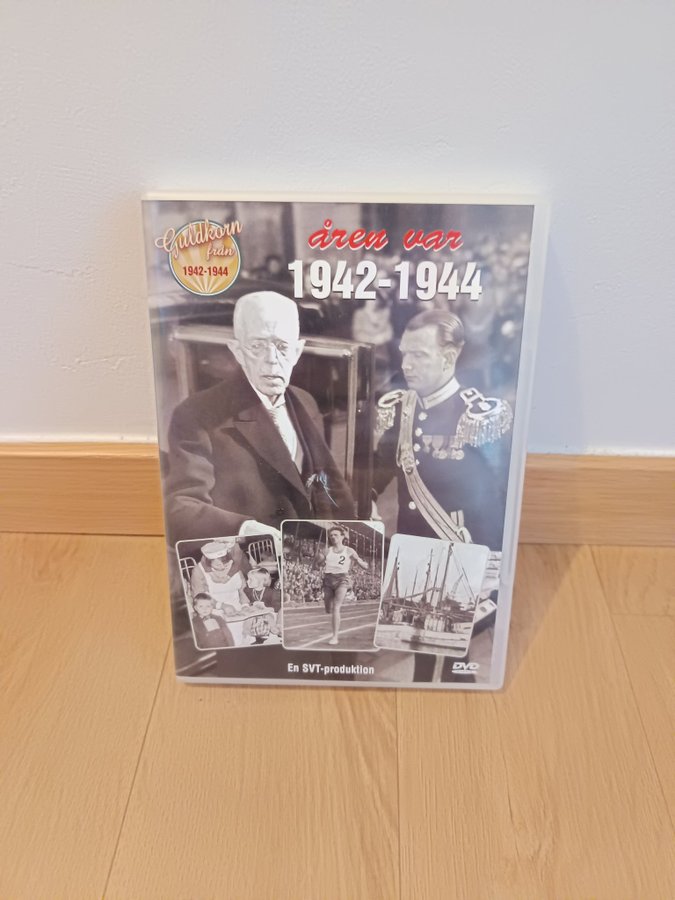 Guldkorn
från
1942-1944
åren var
1942-1944
2
En SVT-produktion
DVD